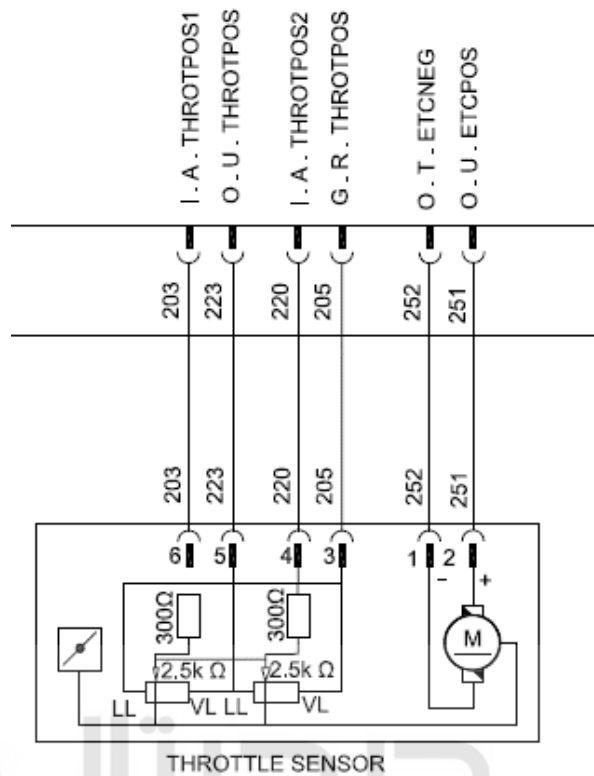 I . A . THROTPOS1
O . U . THROTPOS
I . A . THROTPOS2
G . R . THROTPOS
O . T . ETCNEG
O . U . ETCPOS
203 223 220 205 252 251
203 223 220 205 252 251
6 5 4 3 1 2
− +
300Ω 300Ω
M
2,5k Ω 2.5k Ω
LL VL LL VL
THROTTLE SENSOR